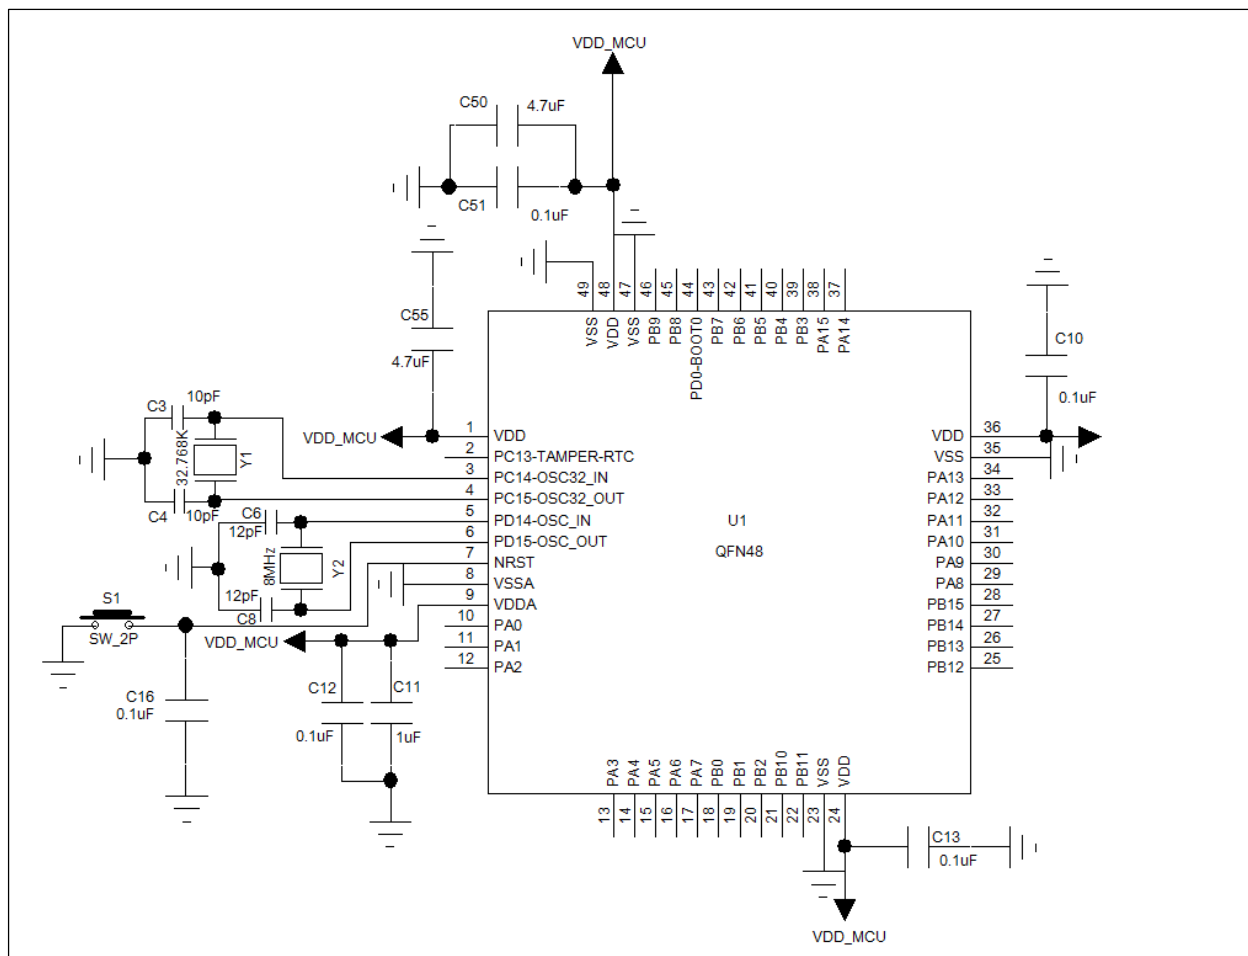 VDD_MCU
C50
4.7uF
C51
0.1uF
C55
4.7uF
C10
0.1uF
49
48
47
46
45
44
43
42
41
40
39
38
37
VSS
VDD
VSS
PB9
PB8
PD0-BOOT0
PB7
PB6
PB5
PB4
PB3
PA15
PA14
C3
10pF
32.768K
Y1
C4
10pF
VDD_MCU
C6
12pF
8MHz
Y2
12pF
C8
1 VDD
2 PC13-TAMPER-RTC
3 PC14-OSC32_IN
4 PC15-OSC32_OUT
5 PD14-OSC_IN
6 PD15-OSC_OUT
7 NRST
8 VSSA
9 VDDA
10 PA0
11 PA1
12 PA2
U1
QFN48
VDD 36
VSS 35
PA13 34
PA12 33
PA11 32
PA10 31
PA9 30
PA8 29
PB15 28
PB14 27
PB13 26
PB12 25
S1
SW_2P
VDD_MCU
C16
0.1uF
C12
0.1uF
C11
1uF
PA3
PA4
PA5
PA6
PA7
PB0
PB1
PB2
PB10
PB11
VSS
VDD
13
14
15
16
17
18
19
20
21
22
23
24
C13
0.1uF
VDD_MCU